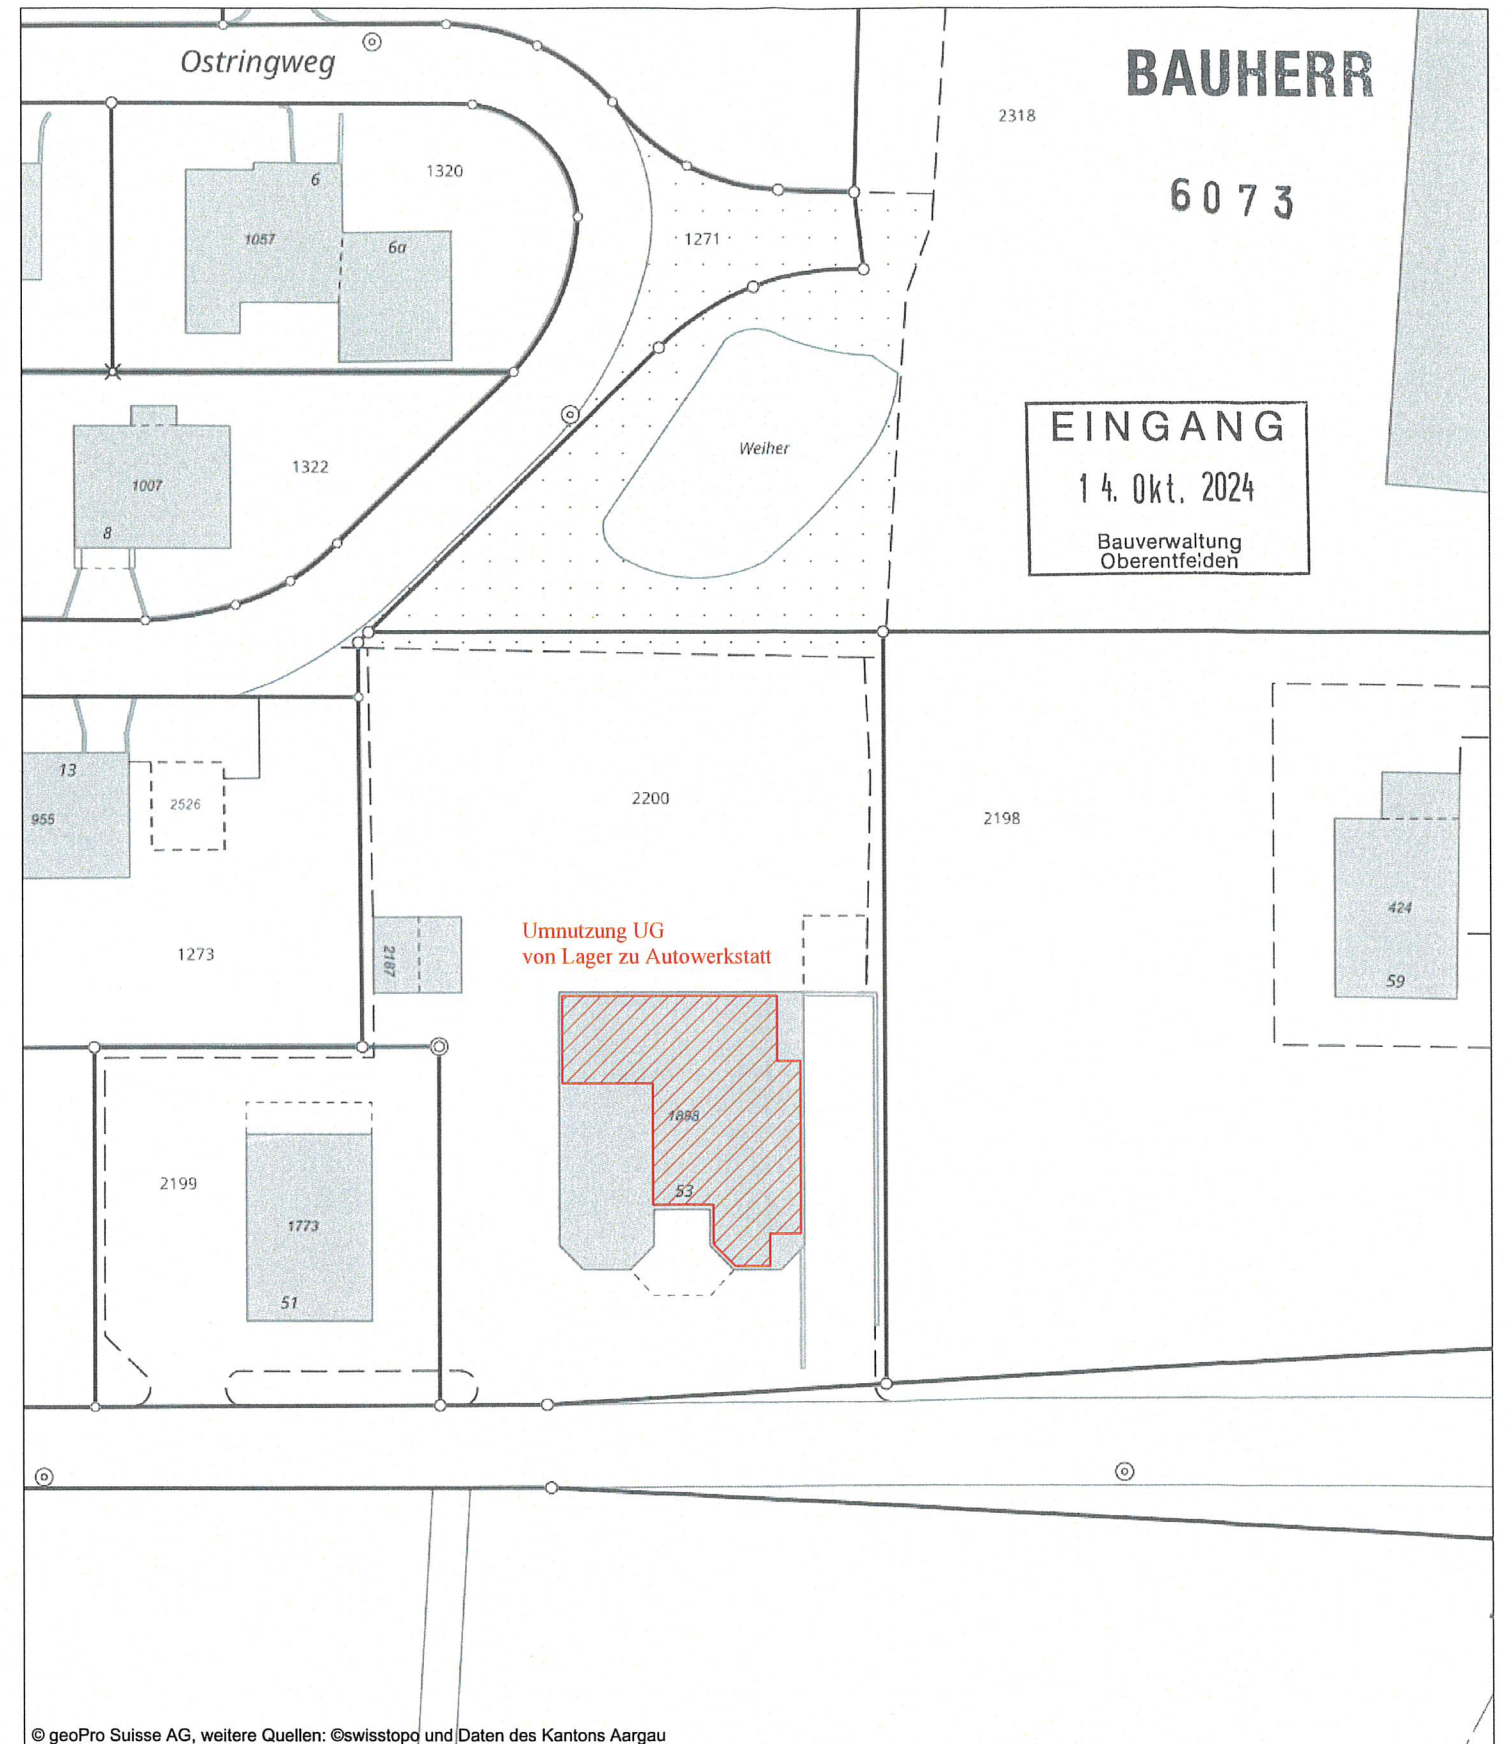 Ostringweg
BAUHERR
2318
6073
6
1320
1057
6a
1271
EINGANG
14. Okt. 2024
Bauverwaltung
Oberentfelden
Weiher
1322
1007
8
13
2526
955
2200
2198
424
59
1273
2187
Umnutzung UG
von Lager zu Autowerkstatt
1898
53
2199
1773
51
© geoPro Suisse AG, weitere Quellen: ©swisstopo und Daten des Kantons Aargau